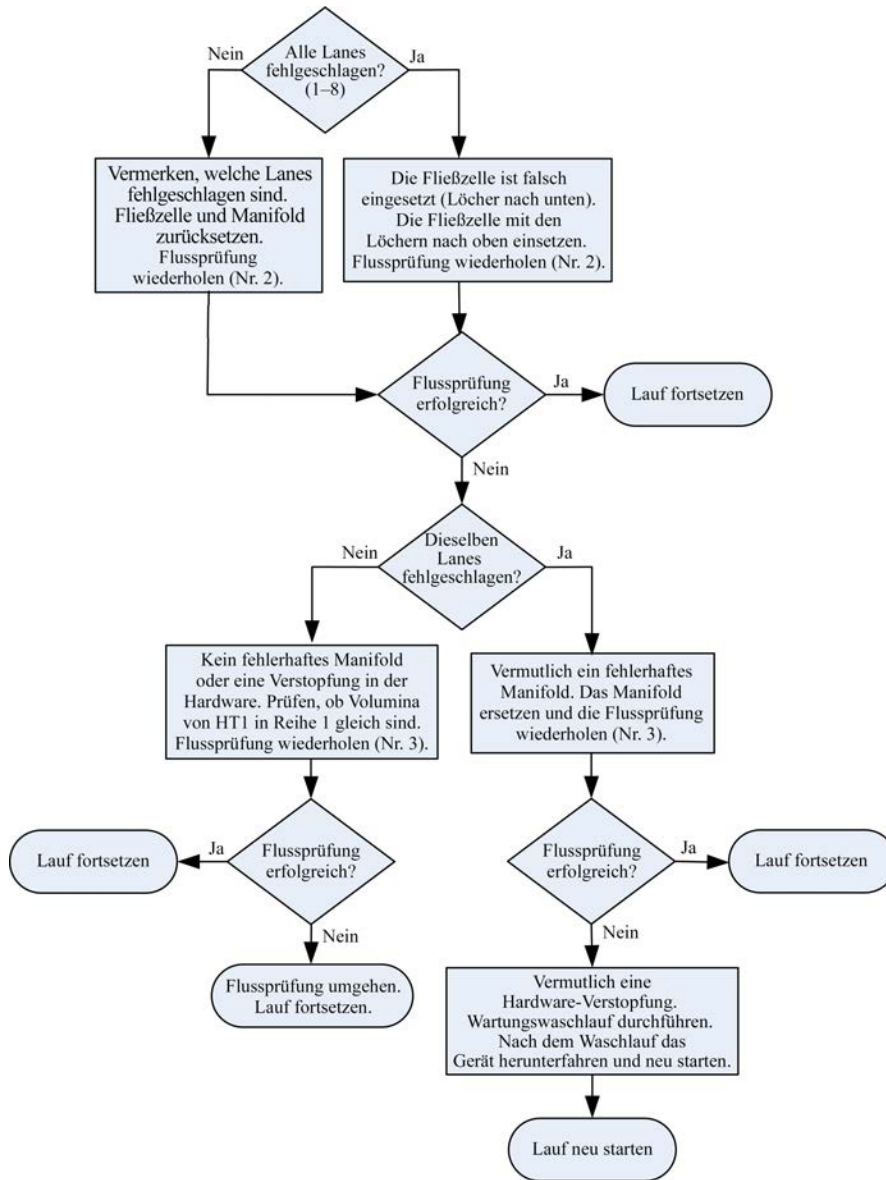 Alle Lanes
fehlgeschlagen?
(1–8)
Nein
Ja
Vermerken, welche Lanes
fehlgeschlagen sind.
Fließzelle und Manifold
zurücksetzen.
Flussprüfung
wiederholen (Nr. 2).
Die Fließzelle ist falsch
eingesetzt (Löcher nach unten).
Die Fließzelle mit den
Löchern nach oben einsetzen.
Flussprüfung wiederholen (Nr. 2).
Flussprüfung
erfolgreich?
Ja
Lauf fortsetzen
Nein
Dieselben
Lanes
fehlgeschlagen?
Nein
Ja
Kein fehlerhaftes Manifold
oder eine Verstopfung in der
Hardware. Prüfen, ob Volumina
von HT1 in Reihe 1 gleich sind.
Flussprüfung wiederholen (Nr. 3).
Vermutlich ein fehlerhaftes
Manifold. Das Manifold
ersetzen und die Flussprüfung
wiederholen (Nr. 3).
Lauf fortsetzen
Ja
Flussprüfung
erfolgreich?
Nein
Flussprüfung umgehen.
Lauf fortsetzen.
Flussprüfung
erfolgreich?
Ja
Lauf fortsetzen
Nein
Vermutlich eine
Hardware-Verstopfung.
Wartungswaschlauf durchführen.
Nach dem Waschlauf das
Gerät herunterfahren und neu starten.
Lauf neu starten